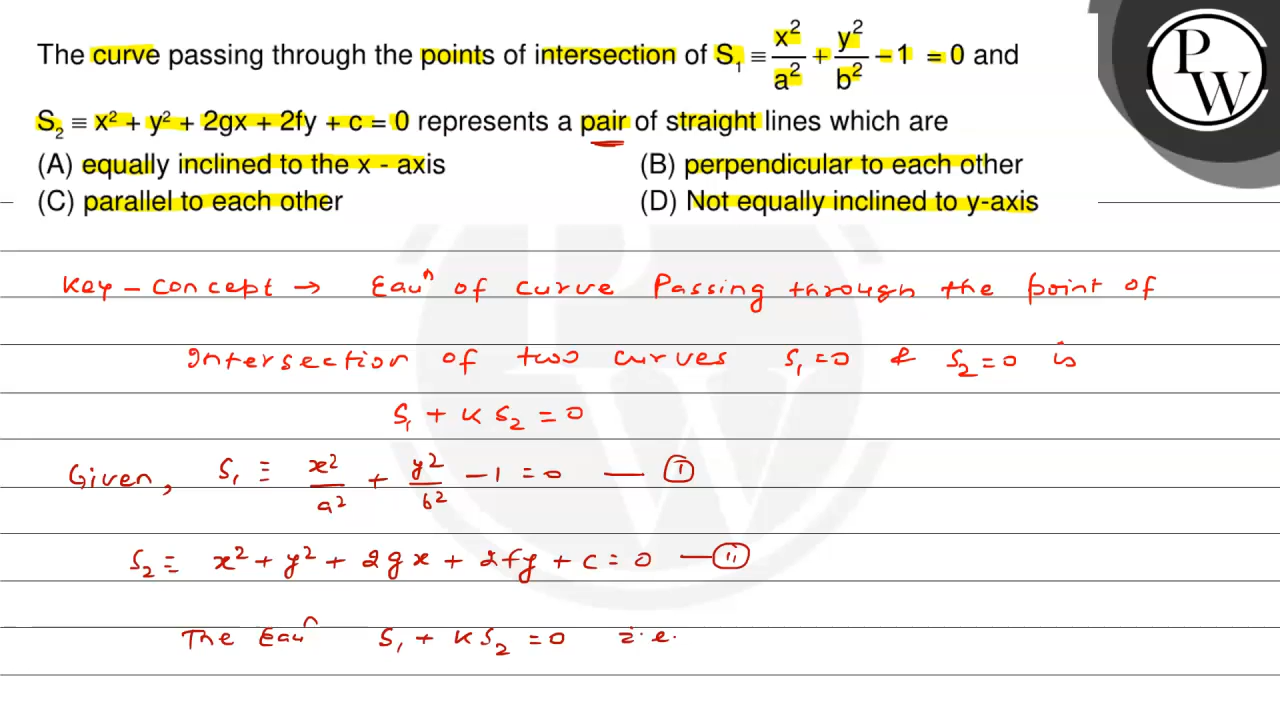 The curve passing through the points of intersection of S₁ ≡ x²/a² + y²/b² − 1 = 0 and
S₂ ≡ x² + y² + 2gx + 2fy + c = 0 represents a pair of straight lines which are
(A) equally inclined to the x - axis (B) perpendicular to each other
(C) parallel to each other (D) Not equally inclined to y-axis
Key-concept → Eauⁿ of curve Passing through the point of
Intersection of two curves S₁ = 0 & S₂ = 0 is
S₁ + K S₂ = 0
Given, S₁ ≡ x²/a² + y²/b² − 1 = 0 — (I)
S₂ ≡ x² + y² + 2gx + 2fy + c = 0 — (ii)
The Eauⁿ S₁ + KS₂ = 0 i.e.
PW